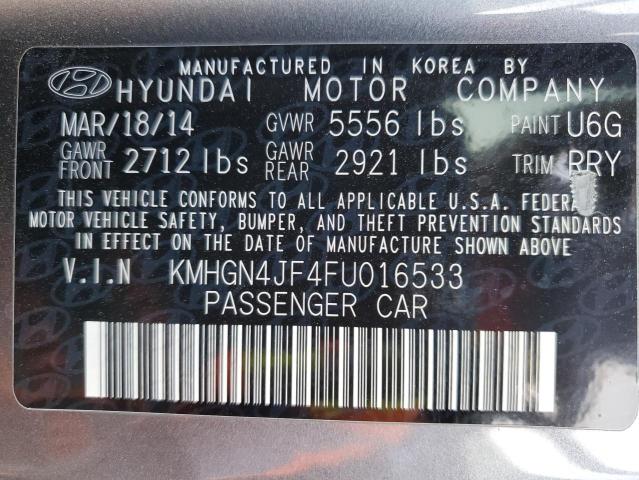 MANUFACTURED IN KOREA BY
HYUNDAI MOTOR COMPANY
MAR/18/14 GVWR 5556 lbs PAINT U6G
GAWR FRONT 2712 lbs GAWR REAR 2921 lbs TRIM RRY
THIS VEHICLE CONFORMS TO ALL APPLICABLE U.S.A. FEDERAL
MOTOR VEHICLE SAFETY, BUMPER, AND THEFT PREVENTION STANDARDS
IN EFFECT ON THE DATE OF MANUFACTURE SHOWN ABOVE
V.I.N KMHGN4JF4FU016533
PASSENGER CAR